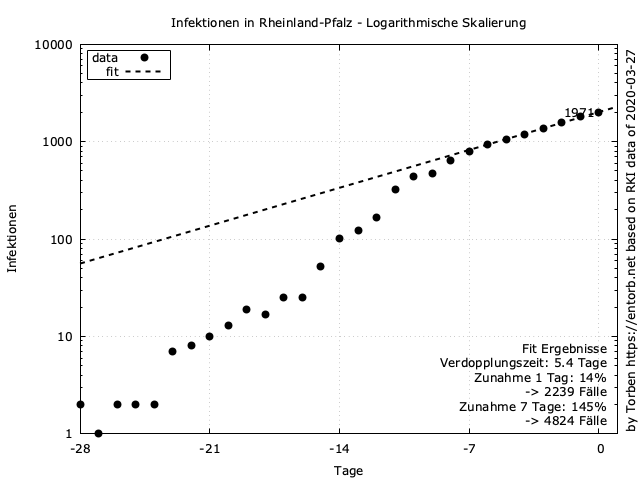 Infektionen in Rheinland-Pfalz - Logarithmische Skalierung
10000
1000
100
10
1
Infektionen
data
fit
1971
Fit Ergebnisse
Verdopplungszeit: 5.4 Tage
Zunahme 1 Tag: 14%
-> 2239 Fälle
Zunahme 7 Tage: 145%
-> 4824 Fälle
-28 -21 -14 -7 0
Tage
by Torben https://entorb.net based on RKI data of 2020-03-27